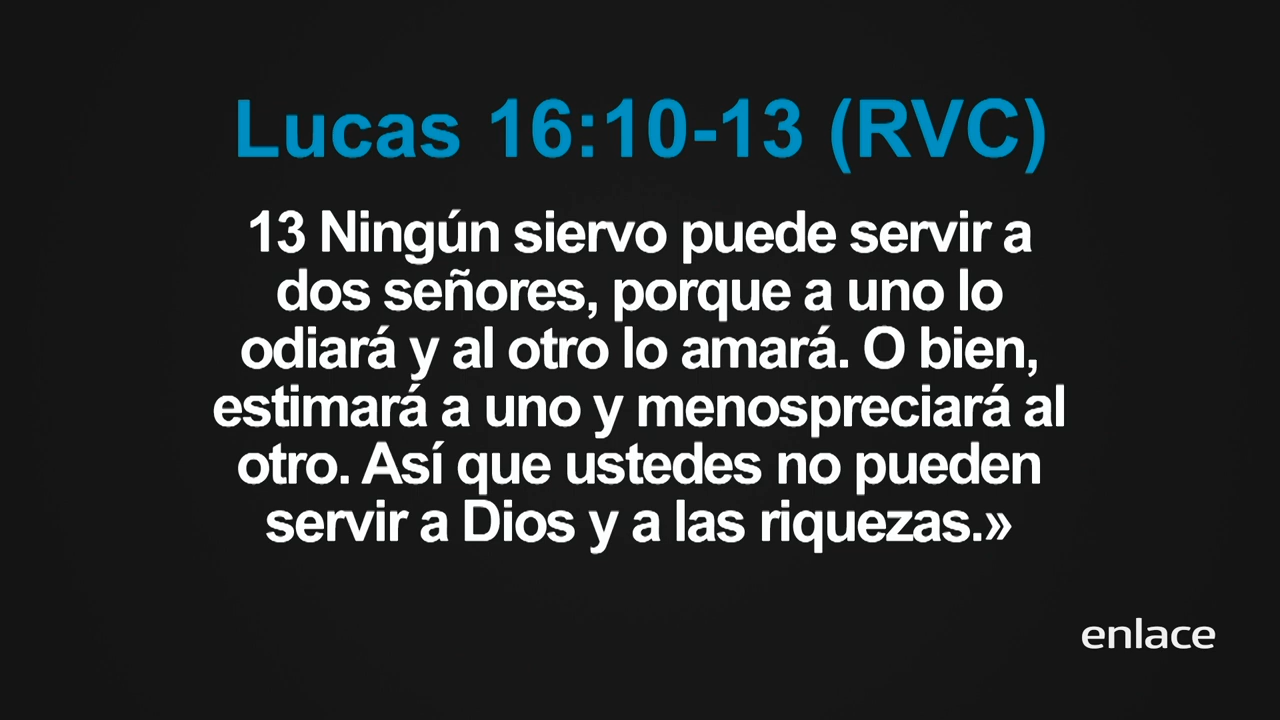 Lucas 16:10-13 (RVC)
13 Ningún siervo puede servir a
dos señores, porque a uno lo
odiará y al otro lo amará. O bien,
estimará a uno y menospreciará al
otro. Así que ustedes no pueden
servir a Dios y a las riquezas.»
enlace